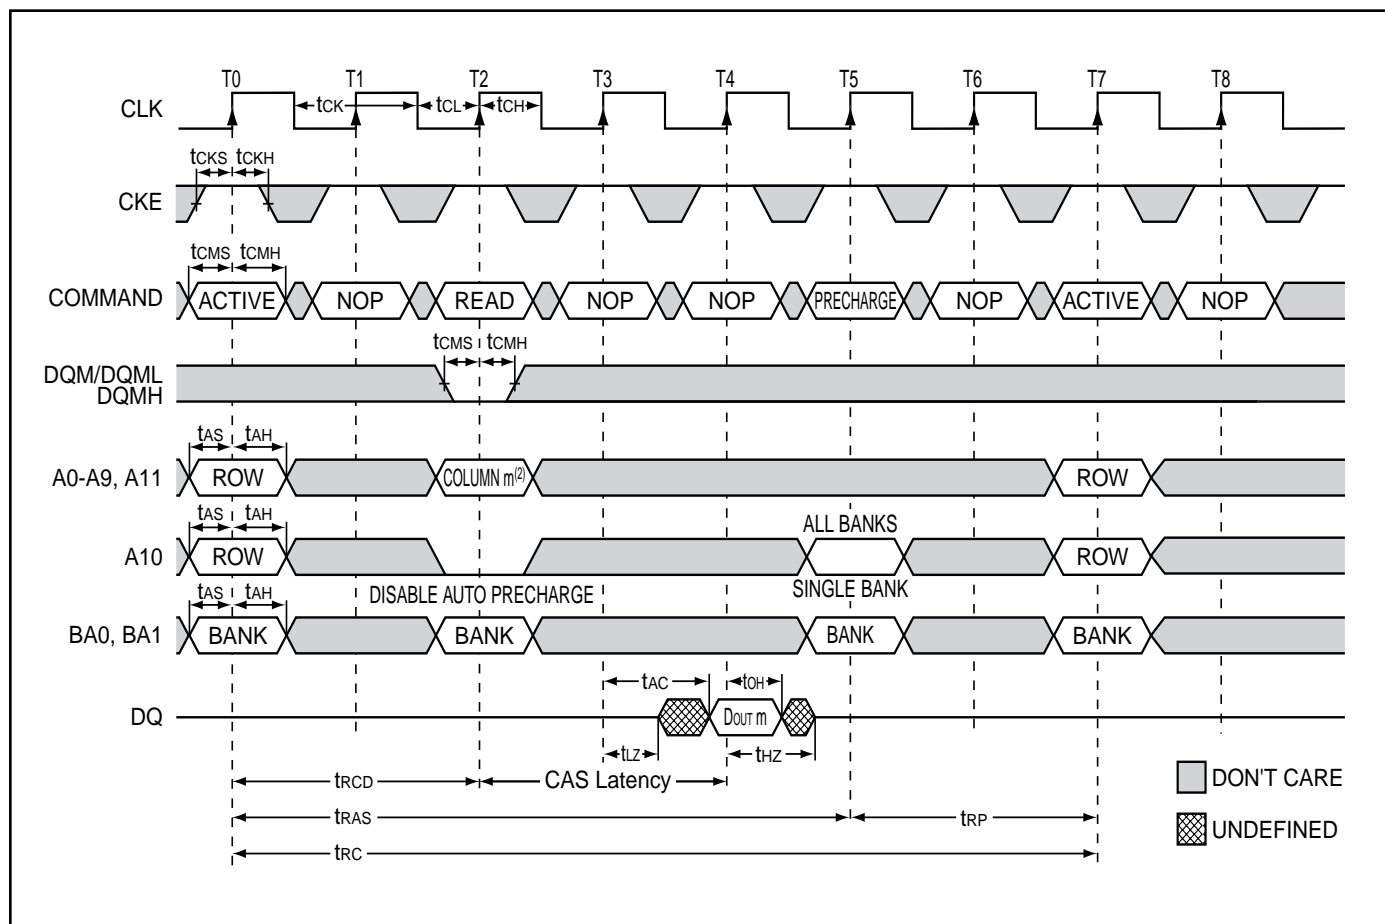 T0 T1 T2 T3 T4 T5 T6 T7 T8
CLK tCK tCL tCH
tCKS tCKH
CKE
tCMS tCMH
COMMAND ACTIVE NOP READ NOP NOP PRECHARGE NOP ACTIVE NOP
tCMS tCMH
DQM/DQML
DQMH
tAS tAH
A0-A9, A11 ROW COLUMN m(2) ROW
tAS tAH ALL BANKS
A10 ROW ROW
DISABLE AUTO PRECHARGE SINGLE BANK
tAS tAH
BA0, BA1 BANK BANK BANK BANK
tAC tOH
DQ DOUT m
tLZ tHZ
tRCD CAS Latency
DON'T CARE
tRAS tRP
UNDEFINED
tRC